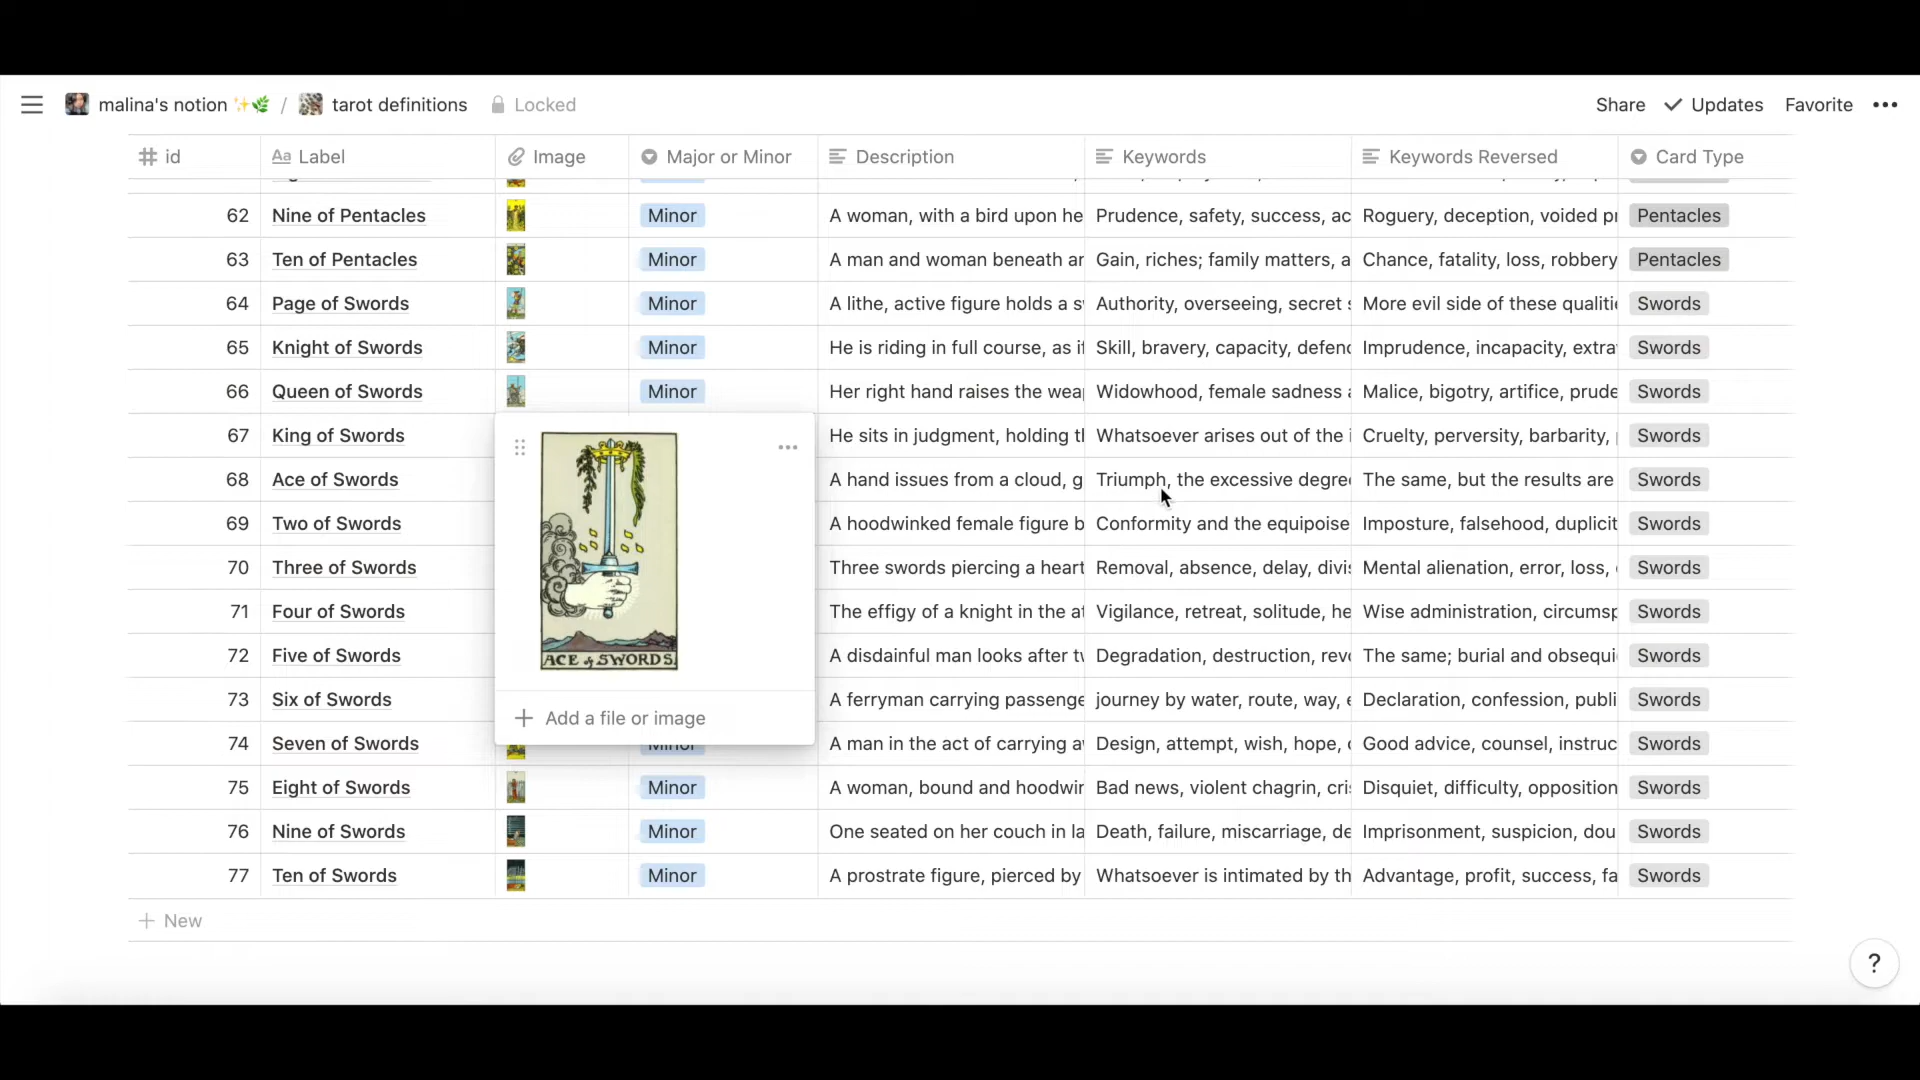 malina's notion ✨🌿 / tarot definitions Locked Share Updates Favorite
id Label Image Major or Minor Description Keywords Keywords Reversed Card Type
62 Nine of Pentacles Minor A woman, with a bird upon he Prudence, safety, success, ac Roguery, deception, voided pr Pentacles
63 Ten of Pentacles Minor A man and woman beneath ar Gain, riches; family matters, a Chance, fatality, loss, robbery Pentacles
64 Page of Swords Minor A lithe, active figure holds a s Authority, overseeing, secret s More evil side of these qualitie Swords
65 Knight of Swords Minor He is riding in full course, as if Skill, bravery, capacity, defenc Imprudence, incapacity, extra Swords
66 Queen of Swords Minor Her right hand raises the wea Widowhood, female sadness a Malice, bigotry, artifice, prude Swords
67 King of Swords He sits in judgment, holding th Whatsoever arises out of the i Cruelty, perversity, barbarity, Swords
68 Ace of Swords A hand issues from a cloud, g Triumph, the excessive degre The same, but the results are Swords
69 Two of Swords A hoodwinked female figure b Conformity and the equipoise Imposture, falsehood, duplicit Swords
70 Three of Swords Three swords piercing a heart Removal, absence, delay, divis Mental alienation, error, loss, Swords
71 Four of Swords The effigy of a knight in the at Vigilance, retreat, solitude, he Wise administration, circumsp Swords
ACE of SWORDS.
72 Five of Swords A disdainful man looks after tw Degradation, destruction, revo The same; burial and obsequi Swords
73 Six of Swords A ferryman carrying passenge journey by water, route, way, e Declaration, confession, publi Swords
Add a file or image
74 Seven of Swords Minor A man in the act of carrying aw Design, attempt, wish, hope, c Good advice, counsel, instruc Swords
75 Eight of Swords Minor A woman, bound and hoodwin Bad news, violent chagrin, cris Disquiet, difficulty, opposition Swords
76 Nine of Swords Minor One seated on her couch in la Death, failure, miscarriage, de Imprisonment, suspicion, dou Swords
77 Ten of Swords Minor A prostrate figure, pierced by Whatsoever is intimated by th Advantage, profit, success, fa Swords
New
?